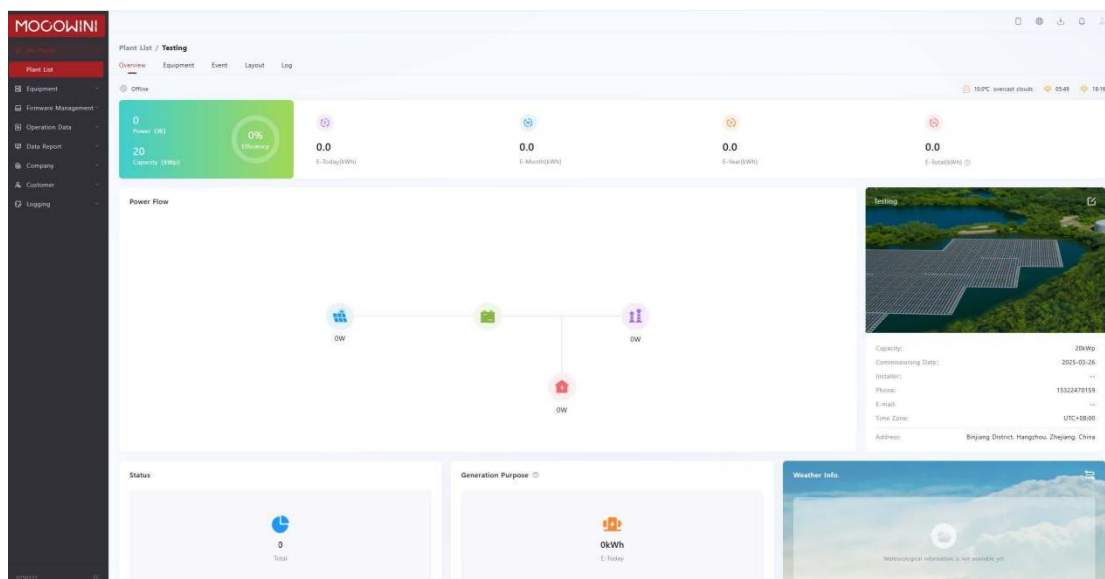 MOCOWINI
Plant List
Equipment
Firmware Management
Operation Data
Data Report
Company
Customer
Logging
Plant List / Testing
Overview Equipment Event Layout Log
Offline
10.0°C overcast clouds 05:49 18:18
0
Power (W)
20
Capacity (kWp)
0%
Efficiency
0.0
E-Today(kWh)
0.0
E-Month(kWh)
0.0
E-Year(kWh)
0.0
E-Total(kWh)
Power Flow
0W
0W
0W
Testing
Capacity: 20kWp
Commissioning Date: 2025-03-26
Installer: --
Phone: 15322478159
E-mail: --
Time Zone: UTC+08:00
Address: Binjiang District, Hangzhou, Zhejiang, China
Status
0
Total
Generation Purpose
0kWh
E-Today
Weather Info.
Meteorological information is not available yet